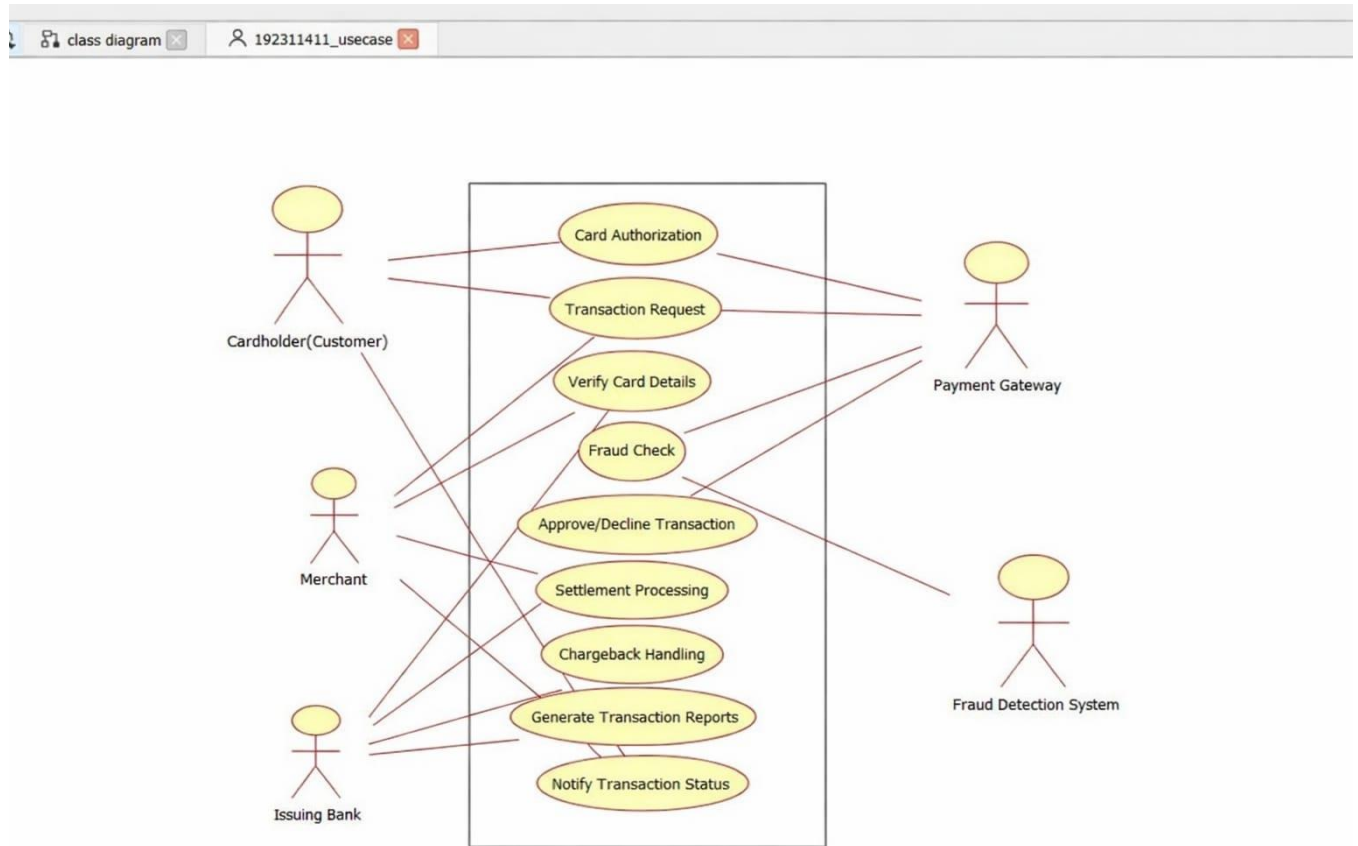 class diagram
192311411_usecase
Card Authorization
Transaction Request
Cardholder(Customer)
Verify Card Details
Payment Gateway
Fraud Check
Approve/Decline Transaction
Merchant
Settlement Processing
Chargeback Handling
Fraud Detection System
Generate Transaction Reports
Notify Transaction Status
Issuing Bank